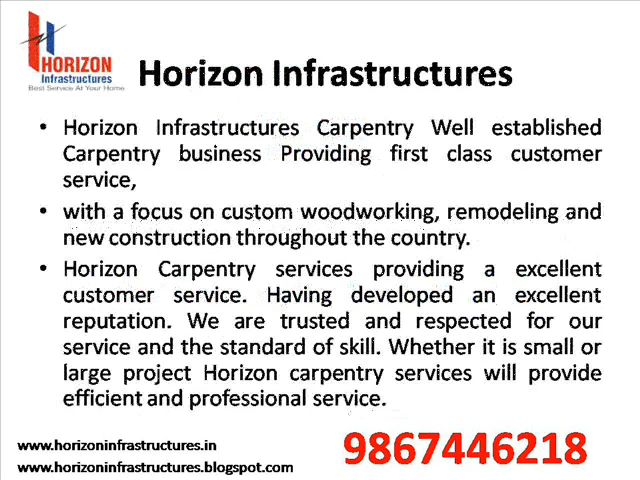 HORIZON
Infrastructures
Best Service At Your Home
Horizon Infrastructures
• Horizon Infrastructures Carpentry Well established
Carpentry business Providing first class customer
service,
• with a focus on custom woodworking, remodeling and
new construction throughout the country.
• Horizon Carpentry services providing a excellent
customer service. Having developed an excellent
reputation. We are trusted and respected for our
service and the standard of skill. Whether it is small or
large project Horizon carpentry services will provide
efficient and professional service.
www.horizoninfrastructures.in
www.horizoninfrastructures.blogspot.com
9867446218